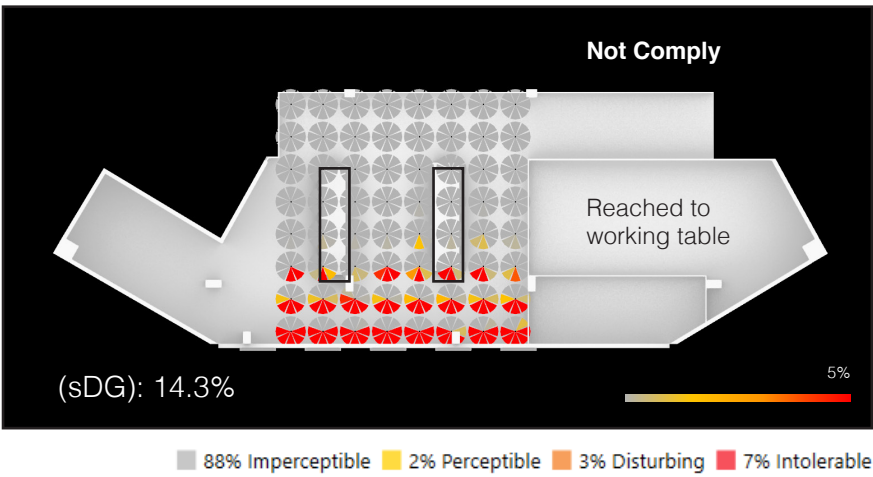 Not Comply
Reached to
working table
(sDG): 14.3%
5%
88% Imperceptible 2% Perceptible 3% Disturbing 7% Intolerable